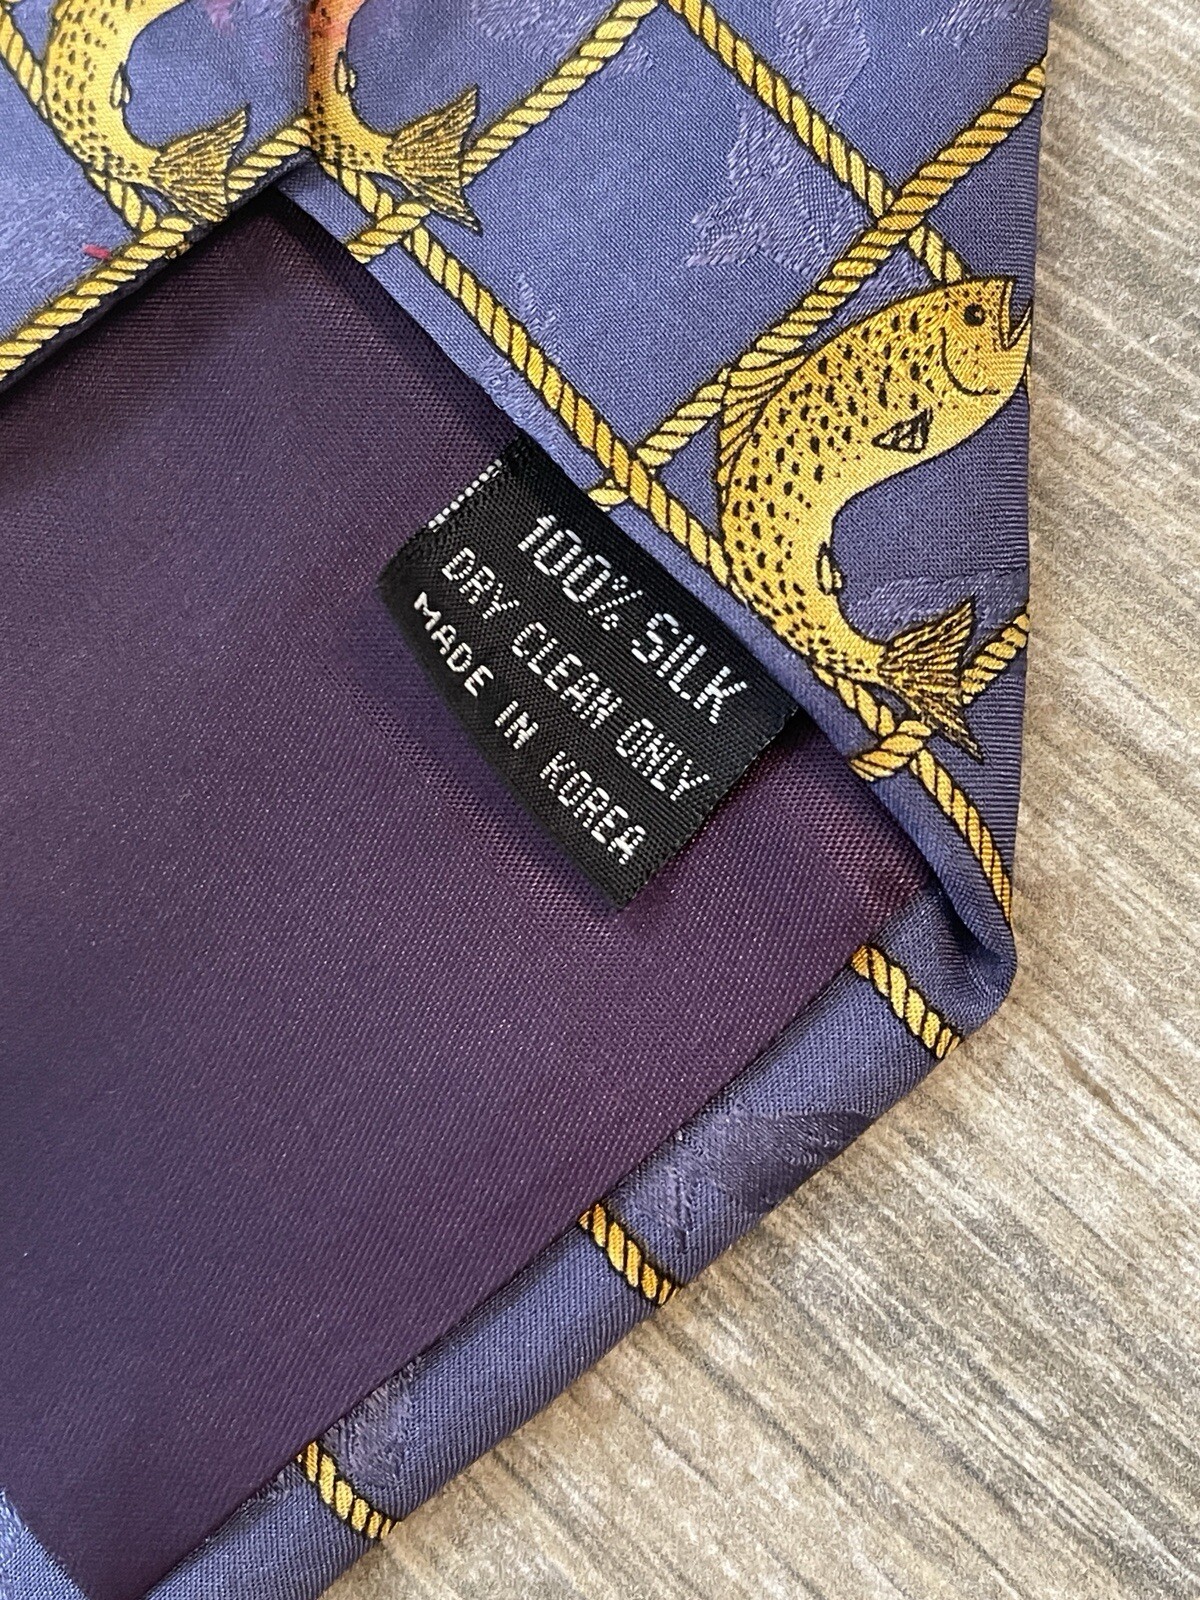 100% SILK
DRY CLEAN ONLY
MADE IN KOREA